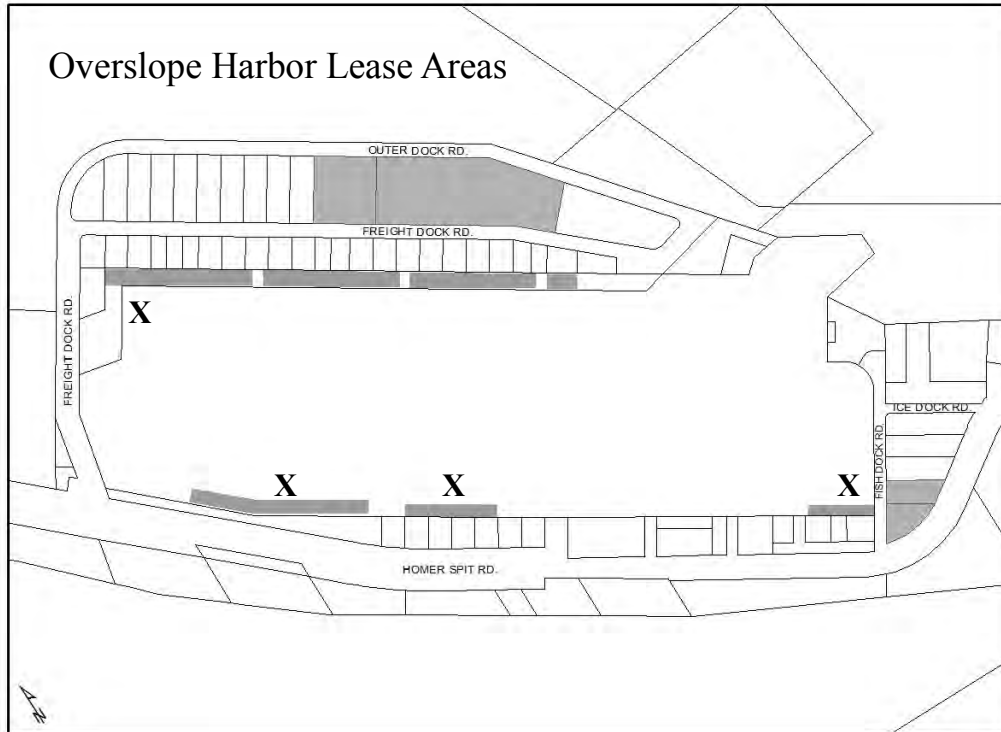 Overslope Harbor Lease Areas
OUTER DOCK RD.
FREIGHT DOCK RD.
X
FREIGHT DOCK RD.
ICE DOCK RD.
FISH DOCK RD.
X
X
X
HOMER SPIT RD.
N